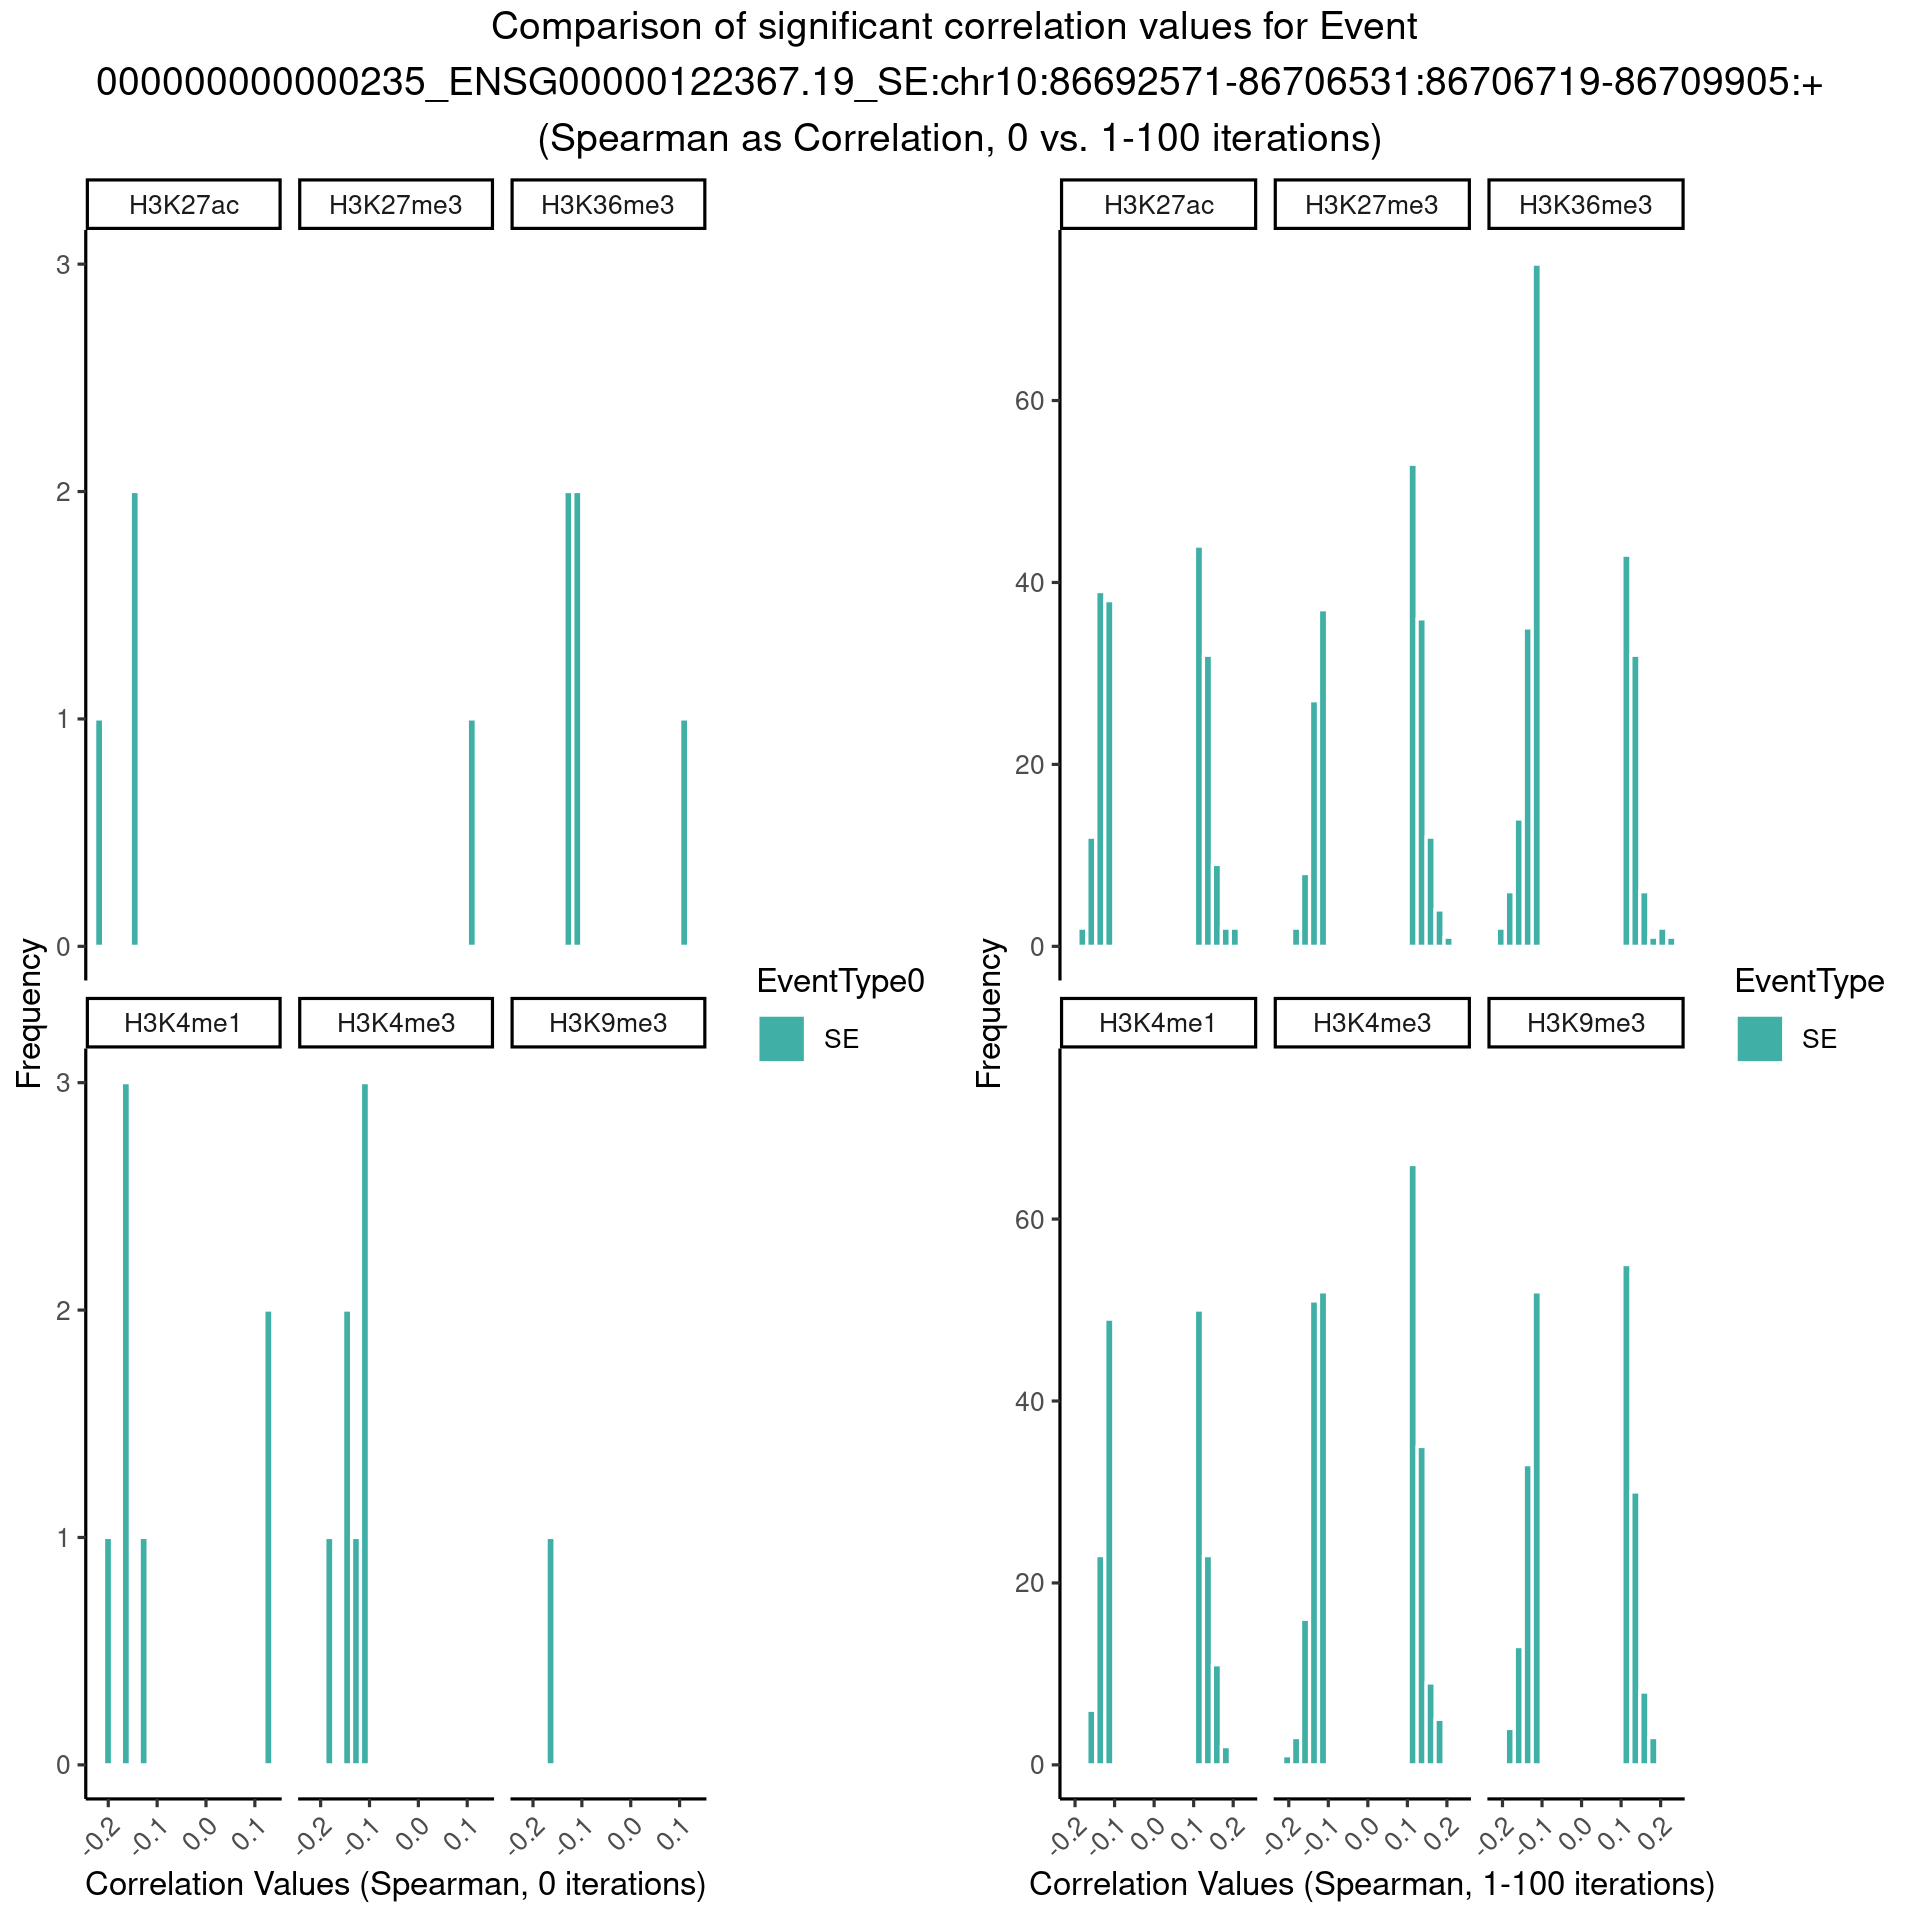 Comparison of significant correlation values for Event
000000000000235_ENSG00000122367.19_SE:chr10:86692571-86706531:86706719-86709905:+
(Spearman as Correlation, 0 vs. 1-100 iterations)
H3K27ac H3K27me3 H3K36me3
3
2
1
0
H3K4me1 H3K4me3 H3K9me3
3
2
1
0
Frequency
-0.2 -0.1 0.0 0.1 -0.2 -0.1 0.0 0.1 -0.2 -0.1 0.0 0.1
Correlation Values (Spearman, 0 iterations)
EventType0
SE
H3K27ac H3K27me3 H3K36me3
60
40
20
0
H3K4me1 H3K4me3 H3K9me3
60
40
20
0
Frequency
-0.2 -0.1 0.0 0.1 0.2 -0.2 -0.1 0.0 0.1 0.2 -0.2 -0.1 0.0 0.1 0.2
Correlation Values (Spearman, 1-100 iterations)
EventType
SE